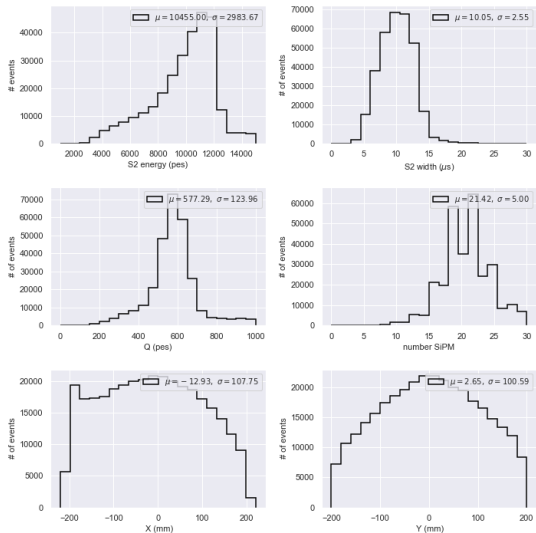 40000
30000
20000
10000
0
# of events
μ=10455.00, σ=2983.67
2000 4000 6000 8000 10000 12000 14000
S2 energy (pes)
70000
60000
50000
40000
30000
20000
10000
0
# of events
μ=10.05, σ=2.55
0 5 10 15 20 25 30
S2 width (μs)
70000
60000
50000
40000
30000
20000
10000
0
# of events
μ=577.29, σ=123.96
0 200 400 600 800 1000
Q (pes)
60000
50000
40000
30000
20000
10000
0
# of events
μ=21.42, σ=5.00
0 5 10 15 20 25 30
number SiPM
20000
15000
10000
5000
0
# of events
μ=−12.93, σ=107.75
−200 −100 0 100 200
X (mm)
20000
15000
10000
5000
0
# of events
μ=2.65, σ=100.59
−200 −100 0 100 200
Y (mm)